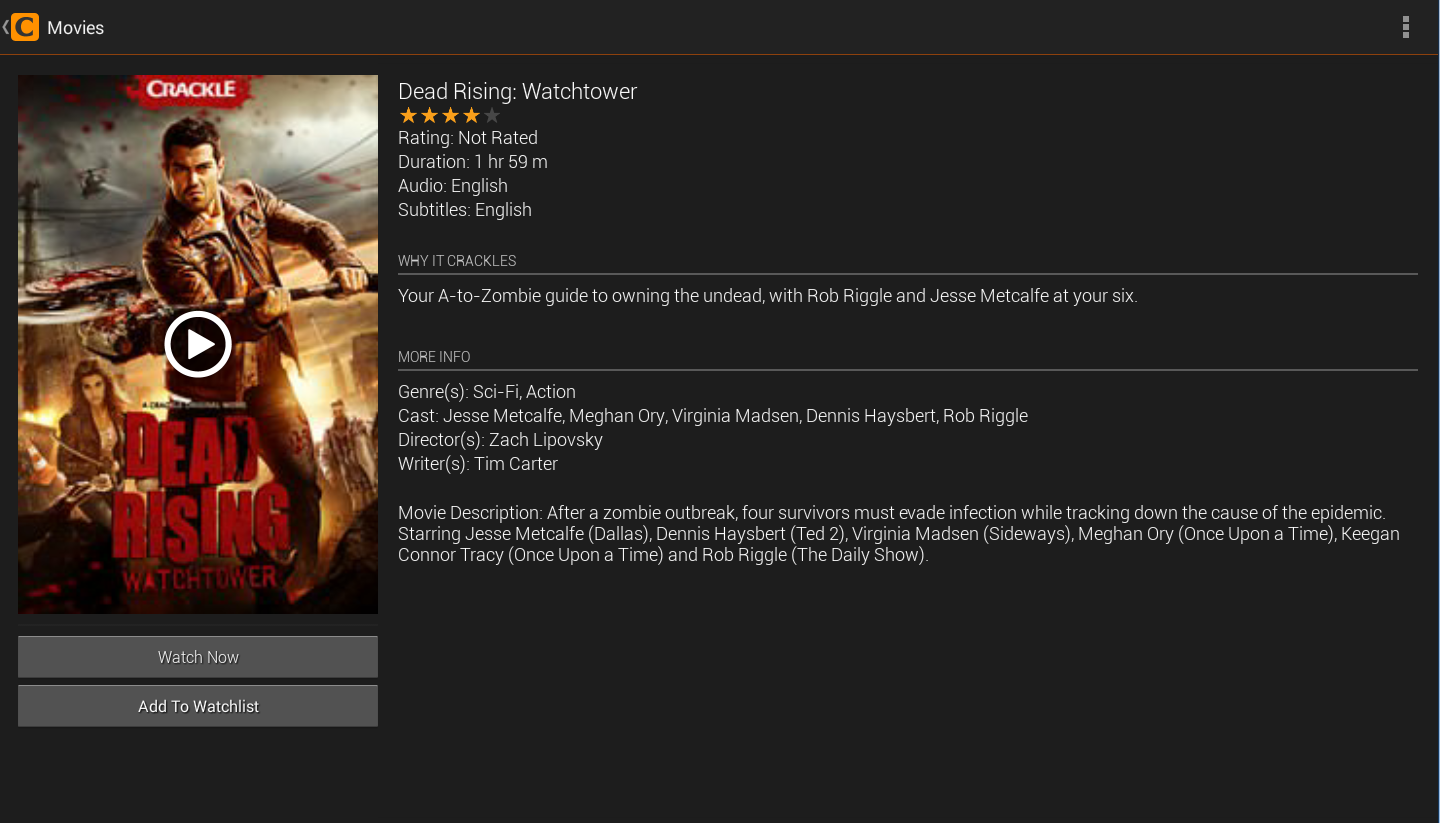 C Movies
CRACKLE
A CRACKLE ORIGINAL MOVIE
DEAD
RISING
WATCHTOWER
Watch Now
Add To Watchlist
Dead Rising: Watchtower
Rating: Not Rated
Duration: 1 hr 59 m
Audio: English
Subtitles: English
WHY IT CRACKLES
Your A-to-Zombie guide to owning the undead, with Rob Riggle and Jesse Metcalfe at your six.
MORE INFO
Genre(s): Sci-Fi, Action
Cast: Jesse Metcalfe, Meghan Ory, Virginia Madsen, Dennis Haysbert, Rob Riggle
Director(s): Zach Lipovsky
Writer(s): Tim Carter
Movie Description: After a zombie outbreak, four survivors must evade infection while tracking down the cause of the epidemic.
Starring Jesse Metcalfe (Dallas), Dennis Haysbert (Ted 2), Virginia Madsen (Sideways), Meghan Ory (Once Upon a Time), Keegan
Connor Tracy (Once Upon a Time) and Rob Riggle (The Daily Show).